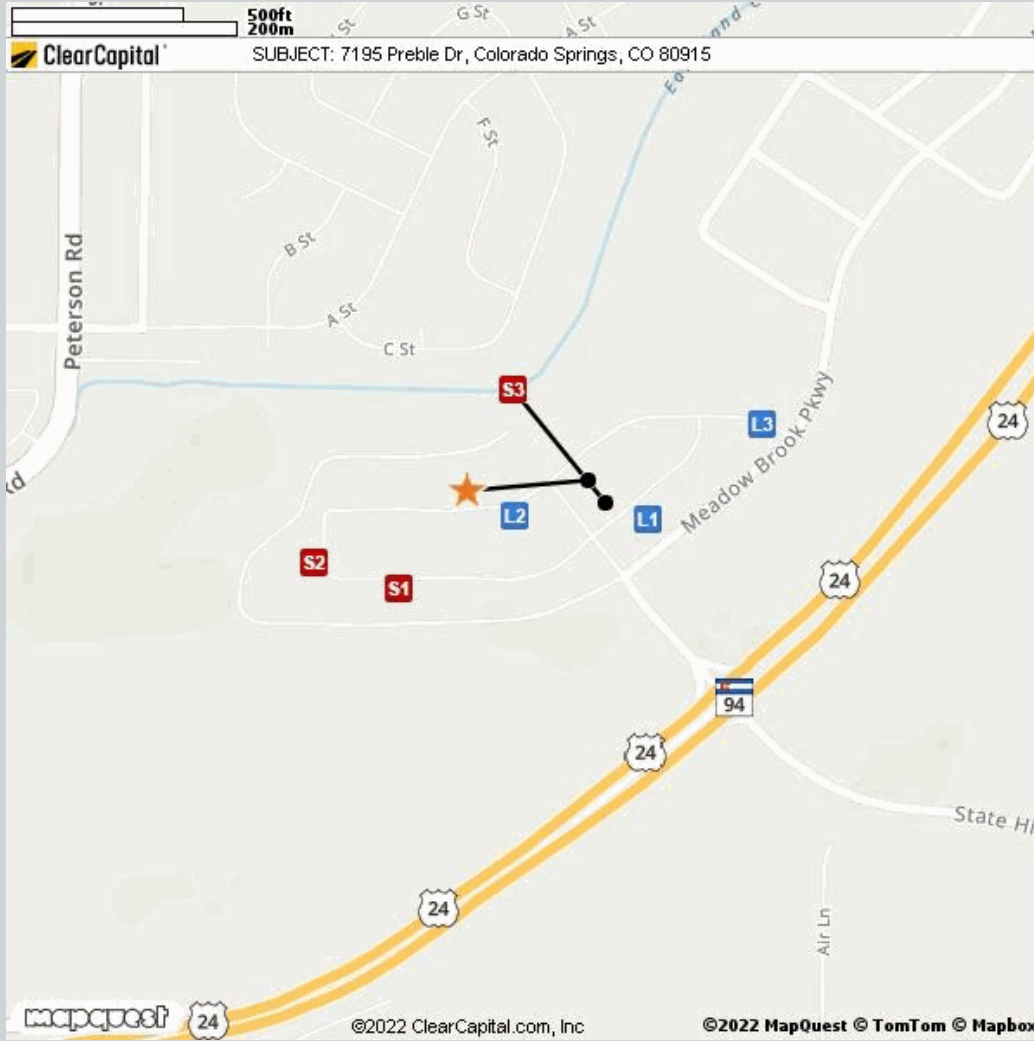 500ft
200m
G St
A St
ClearCapital
SUBJECT: 7195 Preble Dr, Colorado Springs, CO 80915
F St
B St
Peterson Rd
A St
C St
S3
L3
24
Meadow Brook Pkwy
Rd
L2
L1
S2
S1
24
94
24
State Hi
24
Air Ln
mapquest
24
©2022 ClearCapital.com, Inc
©2022 MapQuest © TomTom © Mapbox